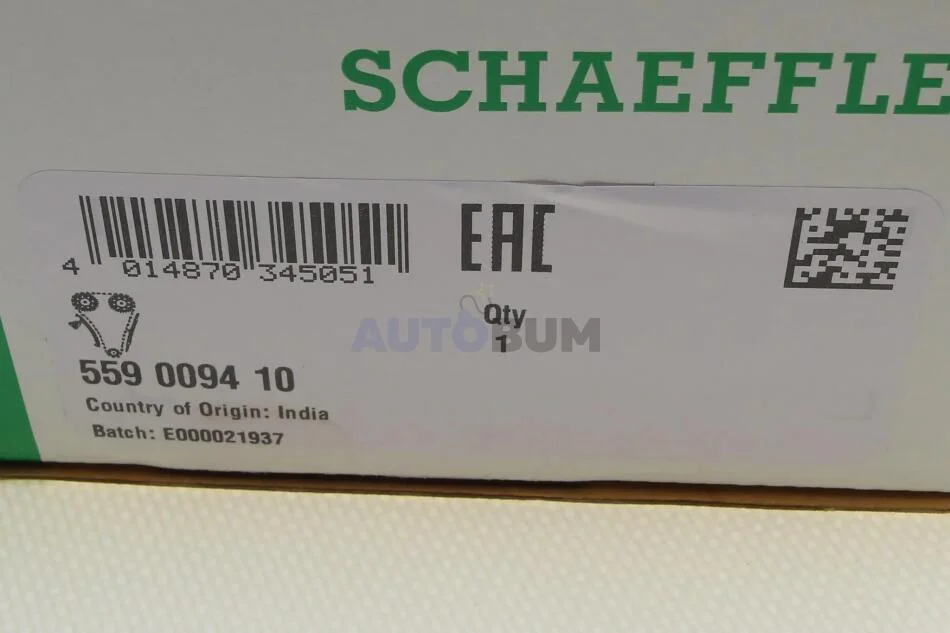 SCHAEFFLE
EAC
4 014870 345051
Qty
1
AUTOBUM
559 0094 10
Country of Origin: India
Batch: E000021937